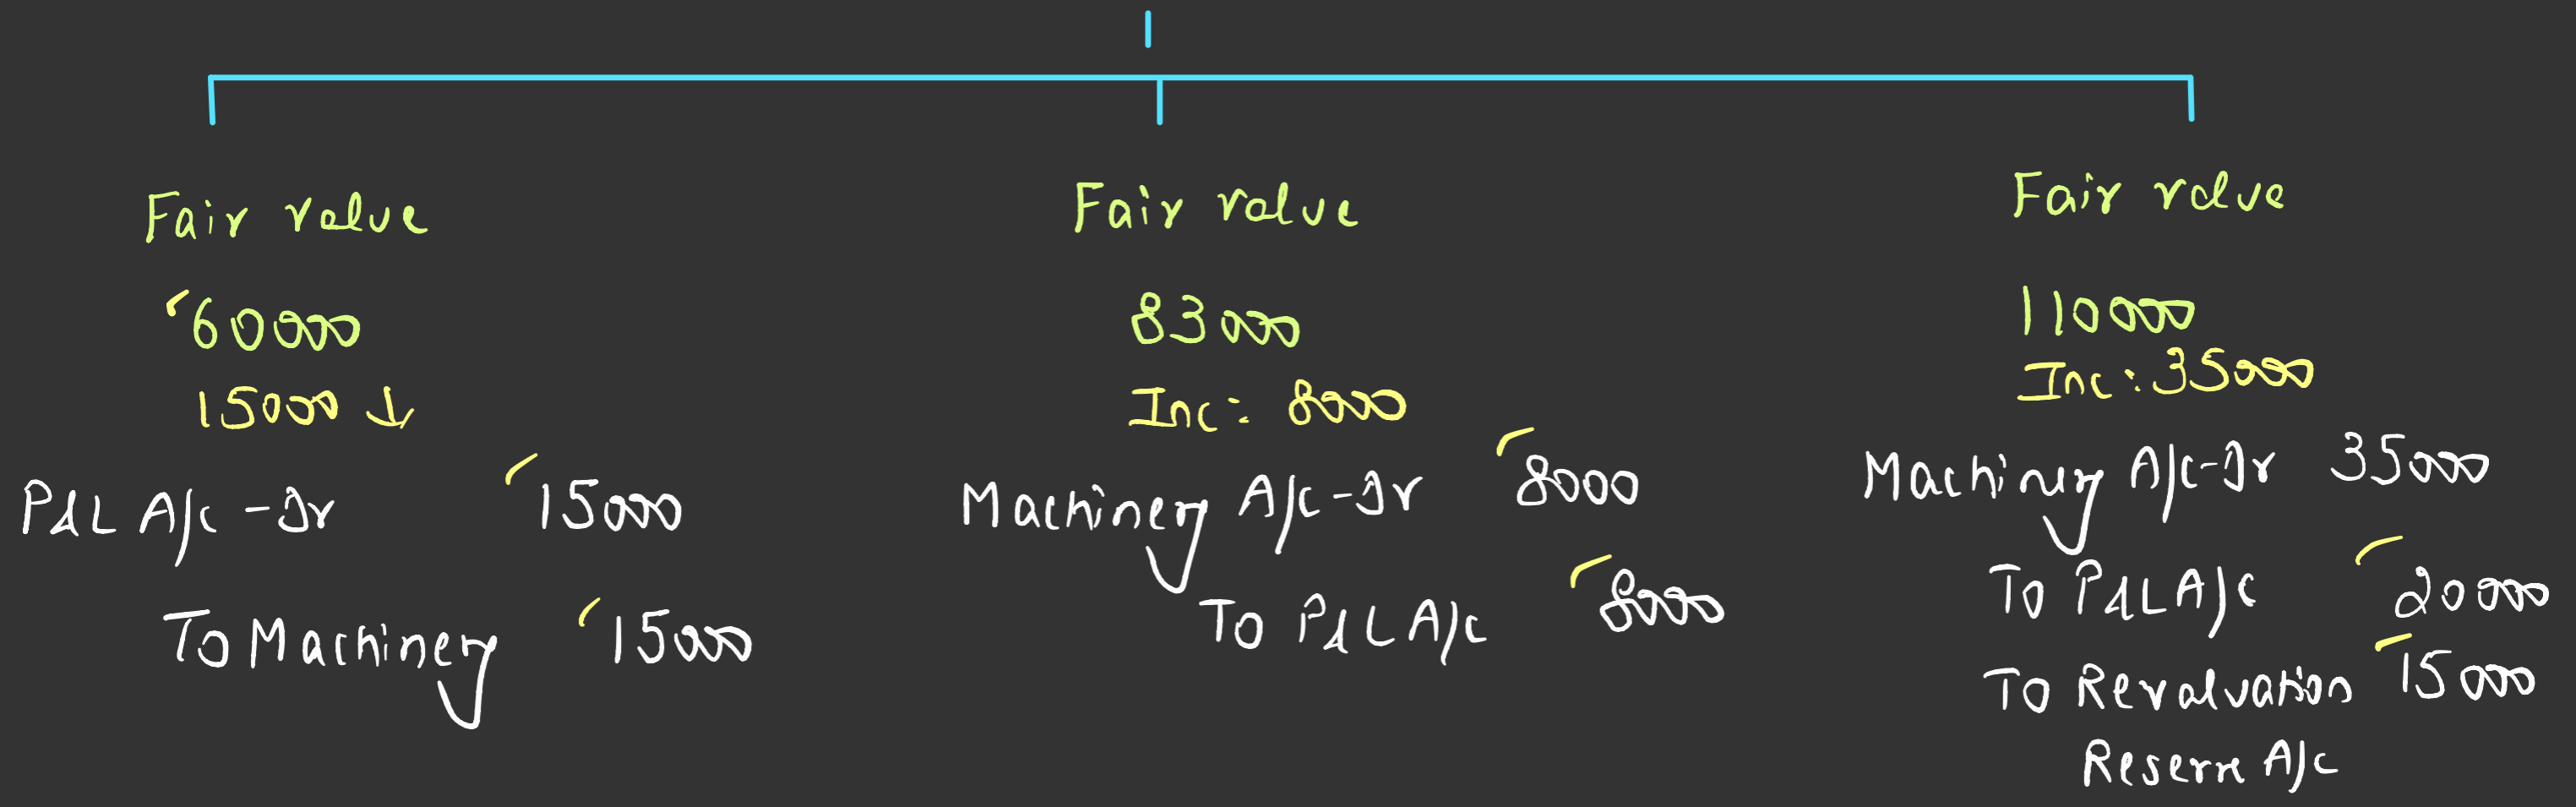 Fair value
60000
15000 ↓
P&L A/c - Dr 15000
To Machinery 15000
Fair value
83000
Inc: 8000
Machinery A/c - Dr 8000
To P&L A/c 8000
Fair value
110000
Inc: 35000
Machinery A/c - Dr 35000
To P&L A/c 20000
To Revaluation 15000
Reserve A/c